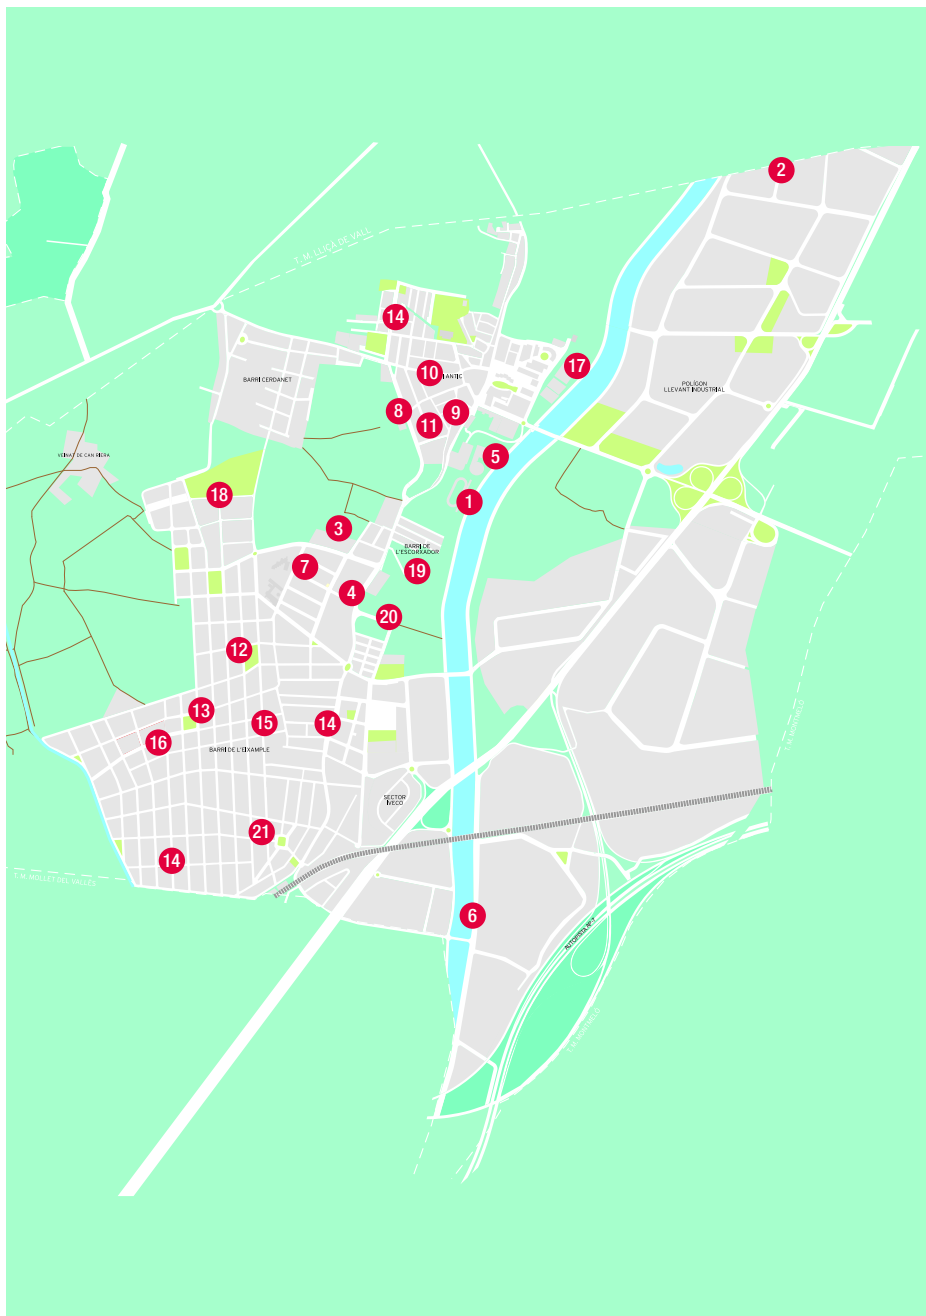 2
T. M. LLIÇÀ DE VALL
14
17
10
ANTIC
BARRI CERDANET
POLÍGON
LLEVANT INDUSTRIAL
8
9
11
VEÏNAT DE CAN RIERA
5
18
1
3
BARRI DE
L'ESCORXADOR
7
19
4
20
12
13
15
14
16
BARRI DE L'EIXAMPLE
T. M. MONTMELÓ
SECTOR
IVECO
21
14
T. M. MOLLET DEL VALLÈS
6
AUTOPISTA AP-7
T. M. MONTMELÓ